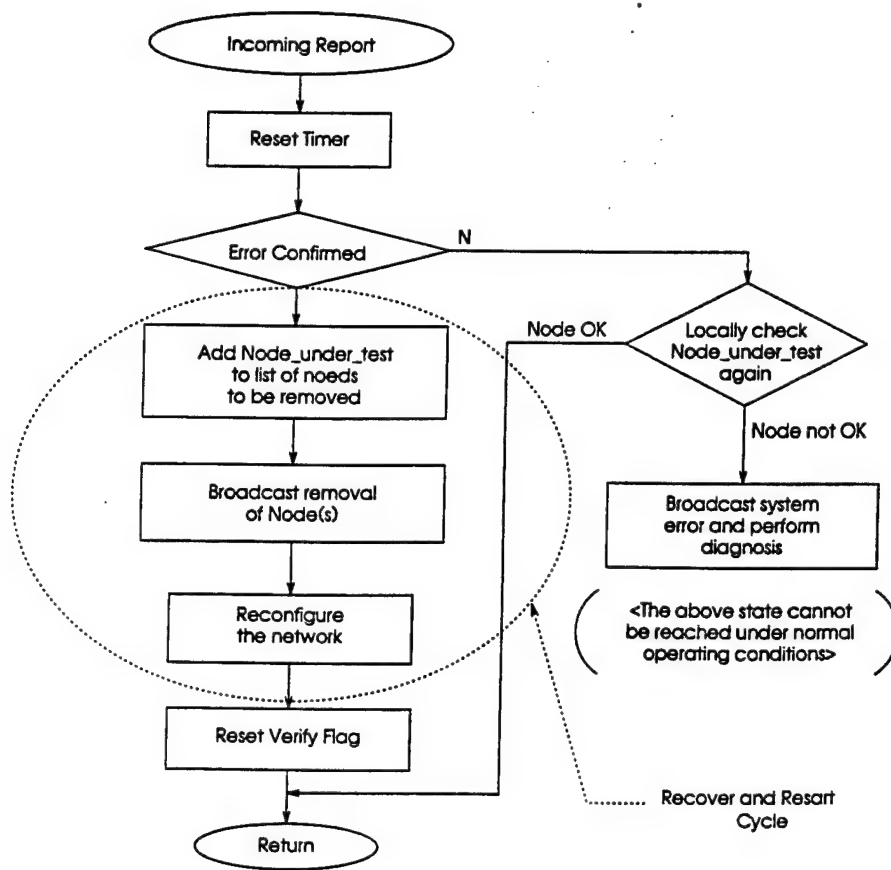 Incoming Report
Reset Timer
Error Confirmed
N
Add Node_under_test
to list of noeds
to be removed
Node OK
Locally check
Node_under_test
again
Node not OK
Broadcast removal
of Node(s)
Broadcast system
error and perform
diagnosis
Reconfigure
the network
<The above state cannot
be reached under normal
operating conditions>
Reset Verify Flag
Recover and Resart
Cycle
Return